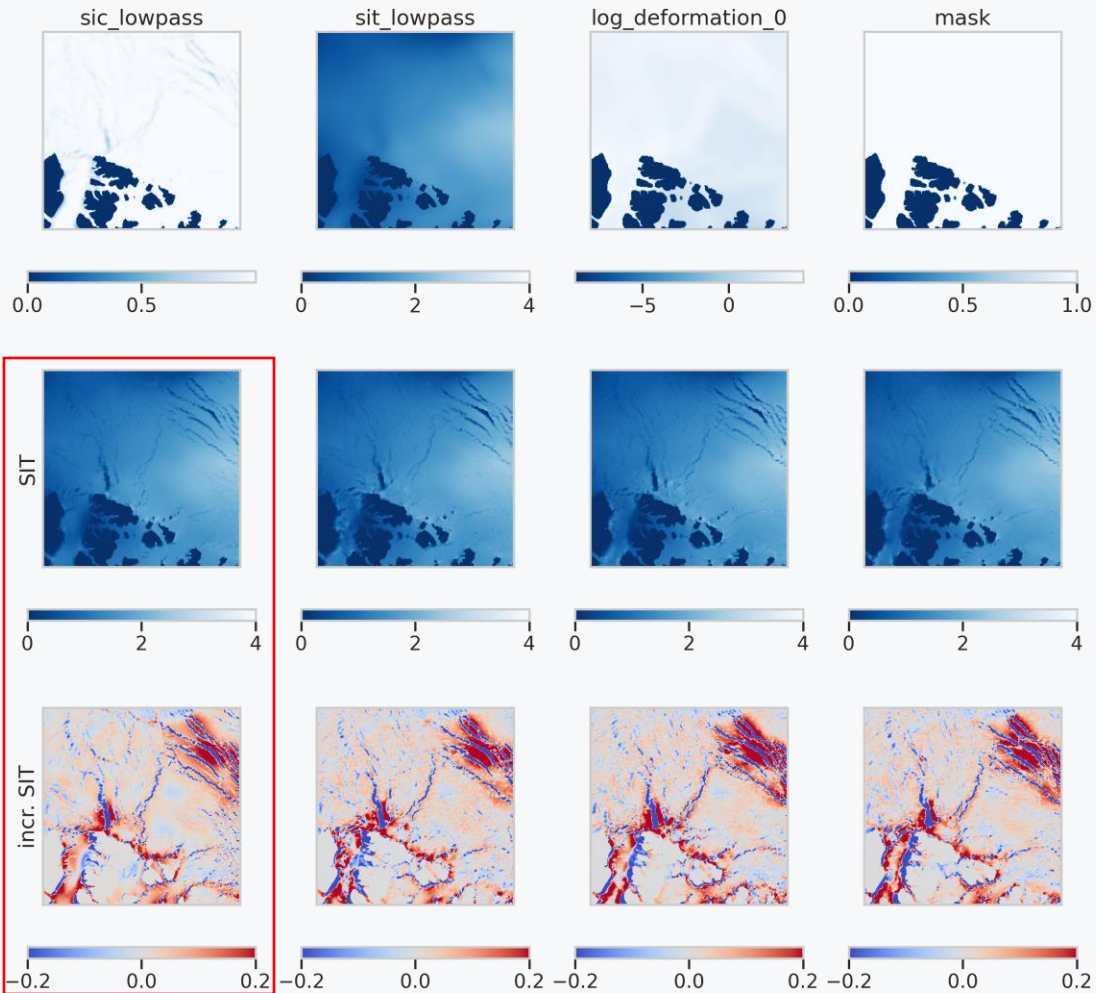 sic_lowpass sit_lowpass log_deformation_0 mask
0.0 0.5 0 2 4 −5 0 0.0 0.5 1.0
SIT
0 2 4 0 2 4 0 2 4 0 2 4
incr. SIT
−0.2 0.0 0.2 −0.2 0.0 0.2 −0.2 0.0 0.2 −0.2 0.0 0.2